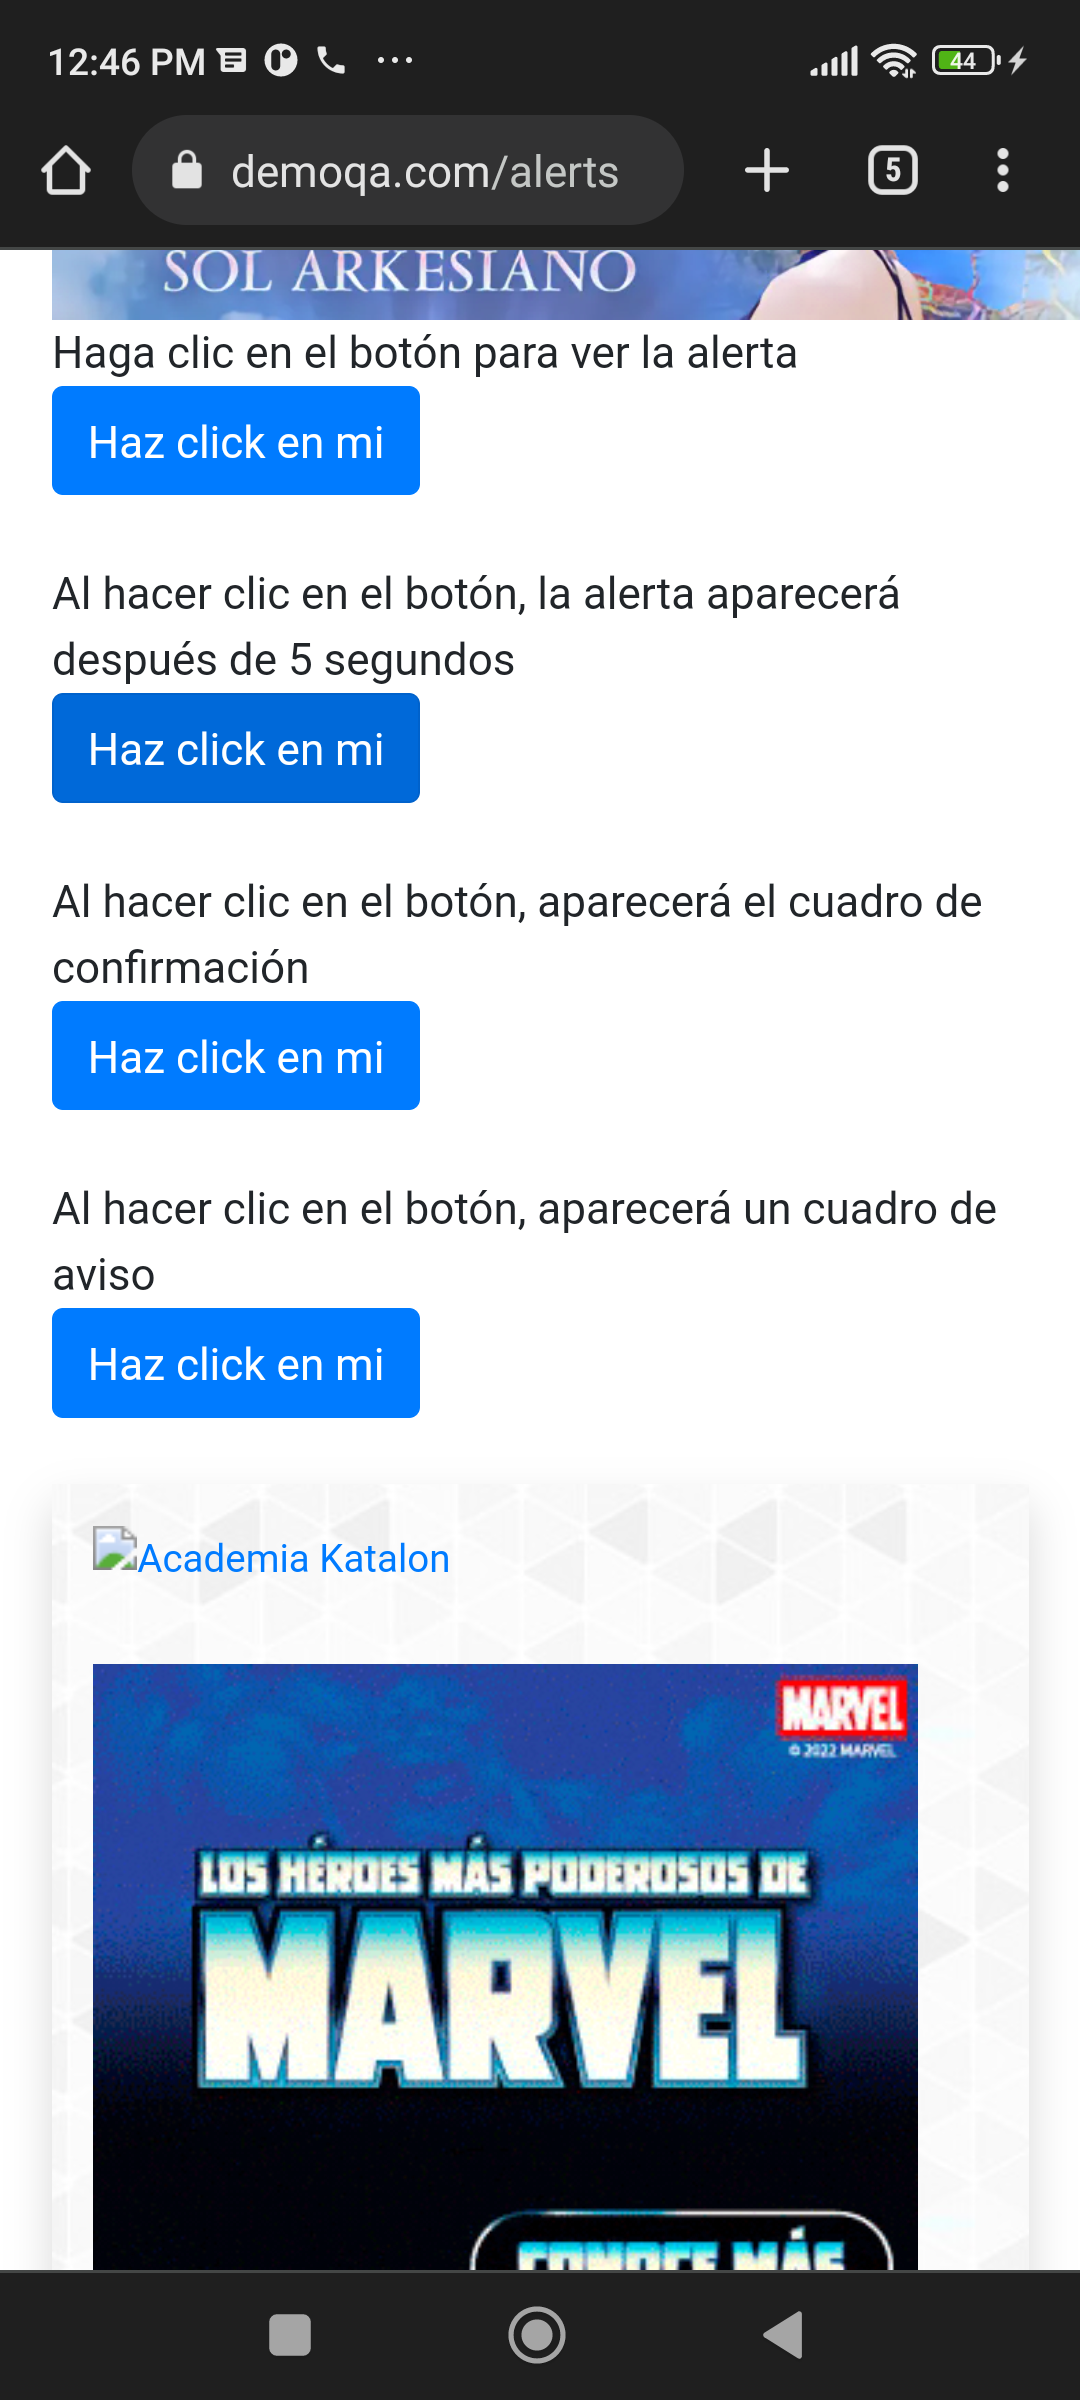 12:46 PM
44
demoqa.com/alerts
5
SOL ARKESIANO
Haga clic en el botón para ver la alerta
Haz click en mi
Al hacer clic en el botón, la alerta aparecerá
después de 5 segundos
Haz click en mi
Al hacer clic en el botón, aparecerá el cuadro de
confirmación
Haz click en mi
Al hacer clic en el botón, aparecerá un cuadro de
aviso
Haz click en mi
Academia Katalon
MARVEL
© 2022 MARVEL
LOS HÉROES MÁS PODEROSOS DE
MARVEL
CONOCE MÁS